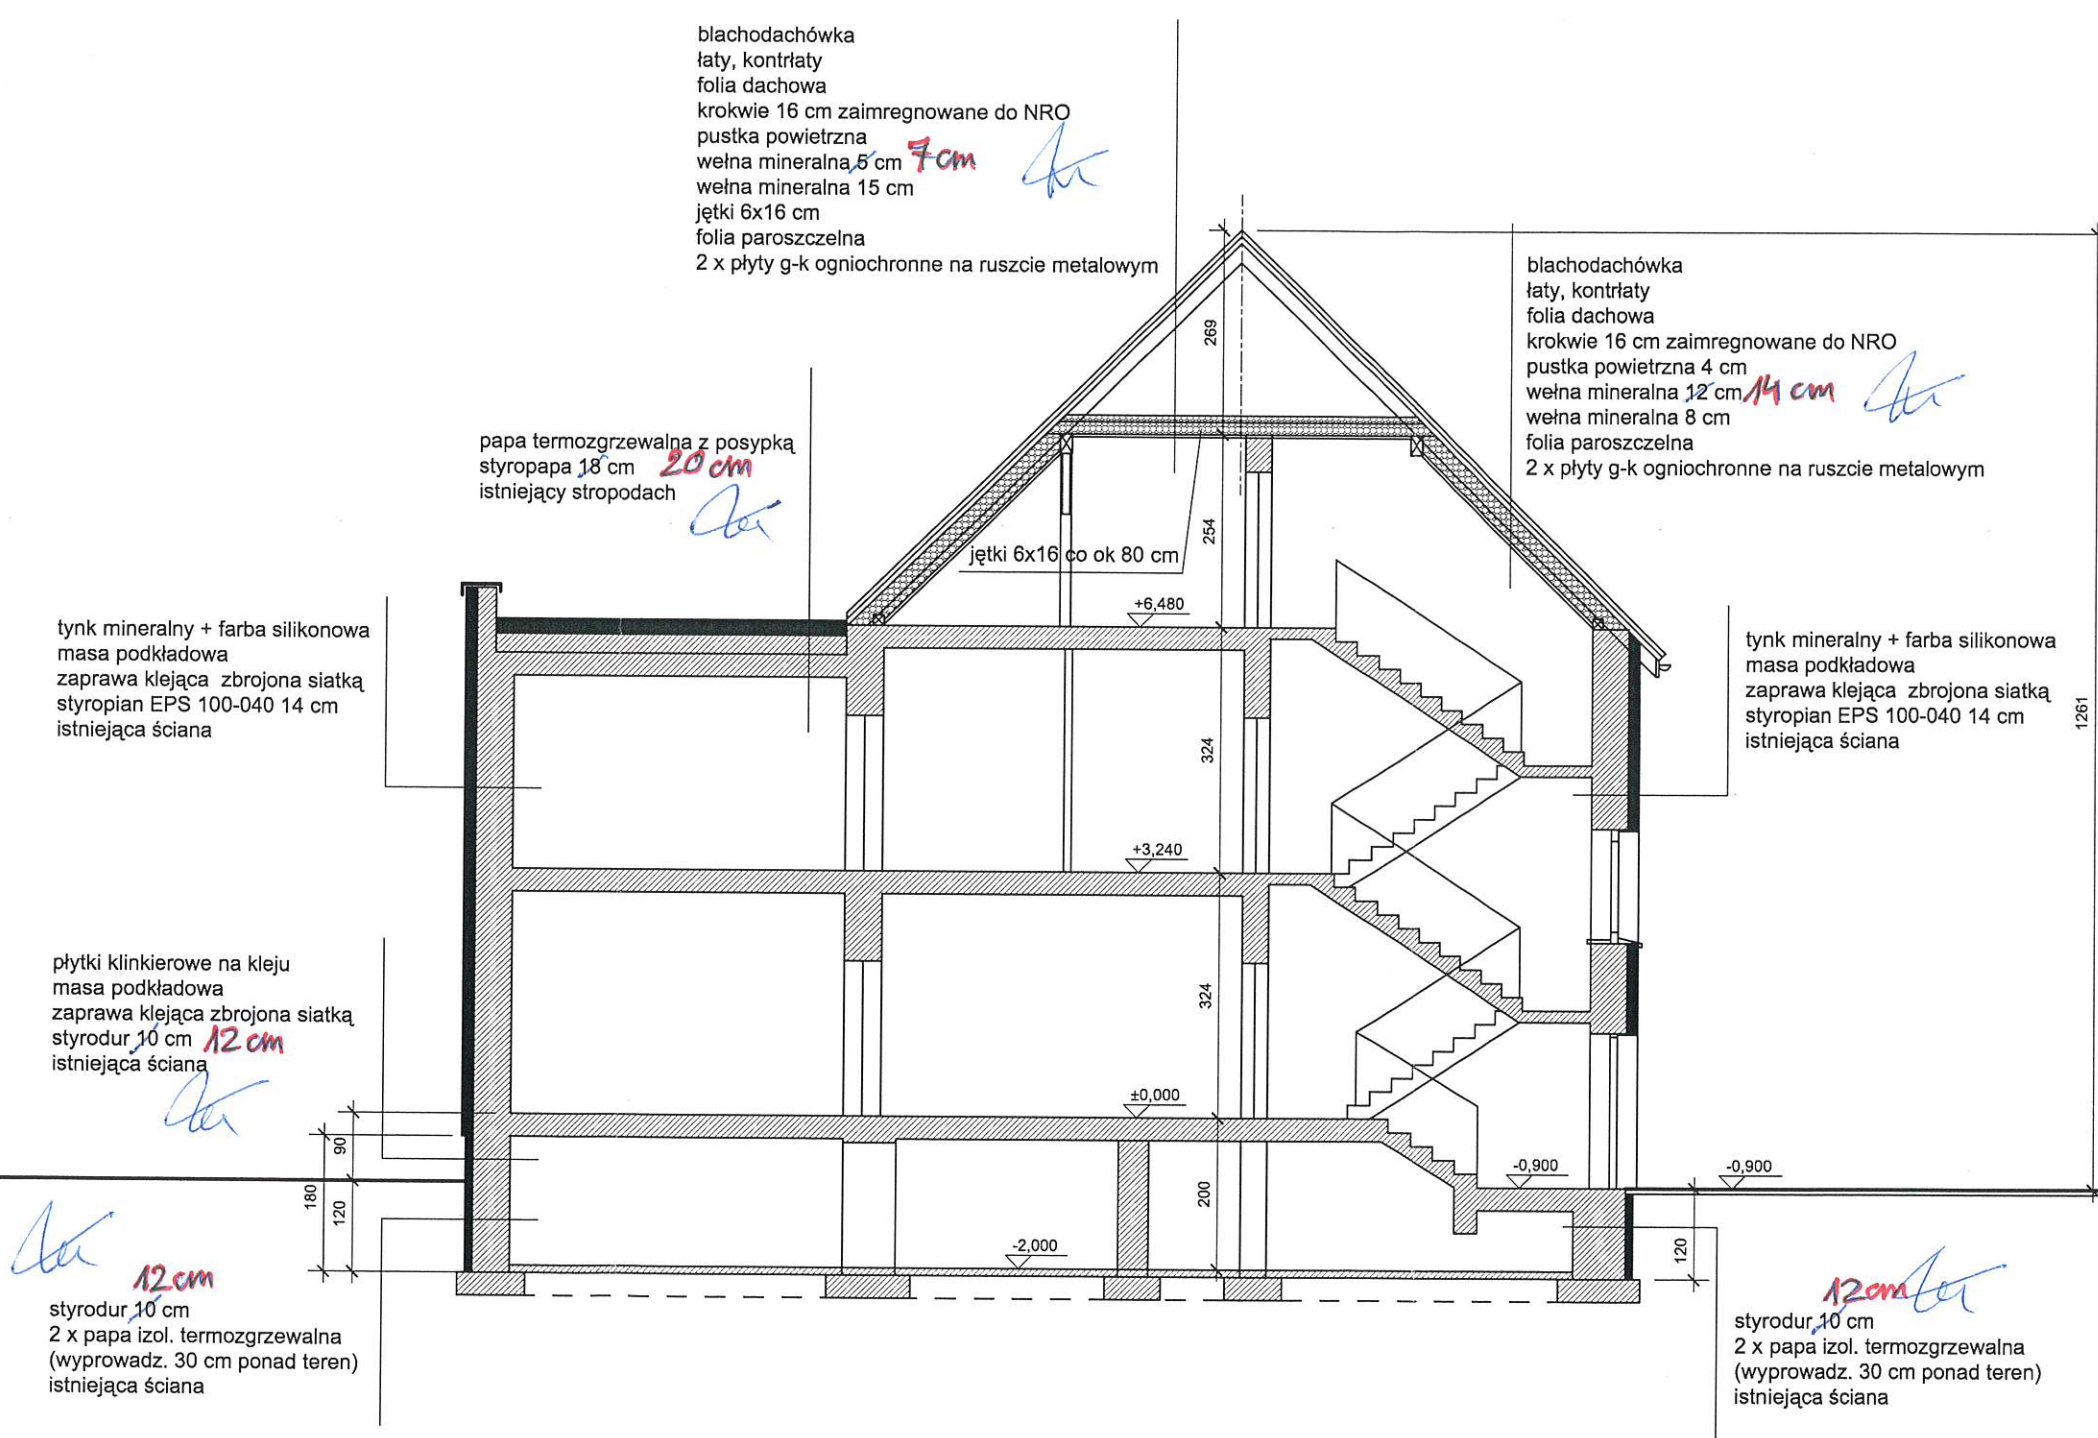 blachodachówka
łaty, kontrłaty
folia dachowa
krokwie 16 cm zaimregnowane do NRO
pustka powietrzna
wełna mineralna 5 cm 7 cm
wełna mineralna 15 cm
jętki 6x16 cm
folia paroszczelna
2 x płyty g-k ogniochronne na ruszcie metalowym
blachodachówka
łaty, kontrłaty
folia dachowa
krokwie 16 cm zaimregnowane do NRO
pustka powietrzna 4 cm
wełna mineralna 12 cm 14 cm
wełna mineralna 8 cm
folia paroszczelna
2 x płyty g-k ogniochronne na ruszcie metalowym
papa termozgrzewalna z posypką
styropapa 18 cm 20 cm
istniejący stropodach
269
254
jętki 6x16 co ok 80 cm
+6,480
tynk mineralny + farba silikonowa
masa podkładowa
zaprawa klejąca zbrojona siatką
styropian EPS 100-040 14 cm
istniejąca ściana
tynk mineralny + farba silikonowa
masa podkładowa
zaprawa klejąca zbrojona siatką
styropian EPS 100-040 14 cm
istniejąca ściana
1261
324
+3,240
płytki klinkierowe na kleju
masa podkładowa
zaprawa klejąca zbrojona siatką
styrodur 10 cm 12 cm
istniejąca ściana
324
±0,000
90
180
120
200
-0,900
-0,900
-2,000
120
12 cm
styrodur 10 cm
2 x papa izol. termozgrzewalna
(wyprowadz. 30 cm ponad teren)
istniejąca ściana
12 cm
styrodur 10 cm
2 x papa izol. termozgrzewalna
(wyprowadz. 30 cm ponad teren)
istniejąca ściana